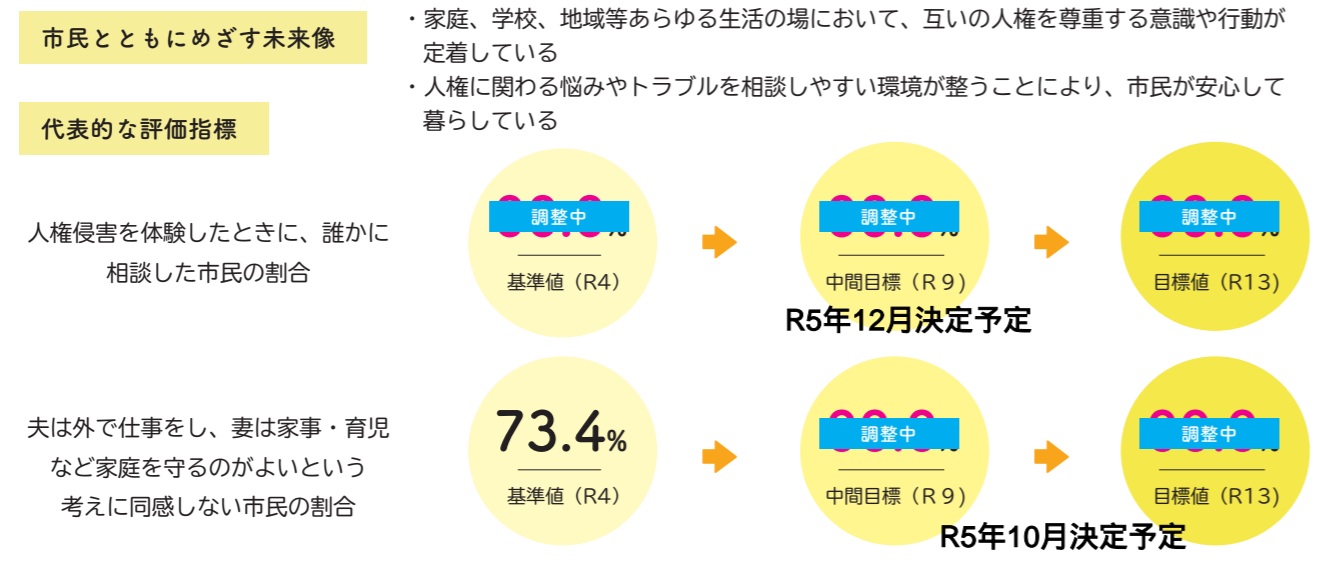 市民とともにめざす未来像
・家庭、学校、地域等あらゆる生活の場において、互いの人権を尊重する意識や行動が
定着している
・人権に関わる悩みやトラブルを相談しやすい環境が整うことにより、市民が安心して
暮らしている
代表的な評価指標
人権侵害を体験したときに、誰かに
相談した市民の割合
調整中
基準値（R4）
調整中
中間目標（R９)
調整中
目標値（R13)
R5年12月決定予定
夫は外で仕事をし、妻は家事・育児
など家庭を守るのがよいという
考えに同感しない市民の割合
73.4%
基準値（R4）
調整中
中間目標（R９)
調整中
目標値（R13)
R5年10月決定予定